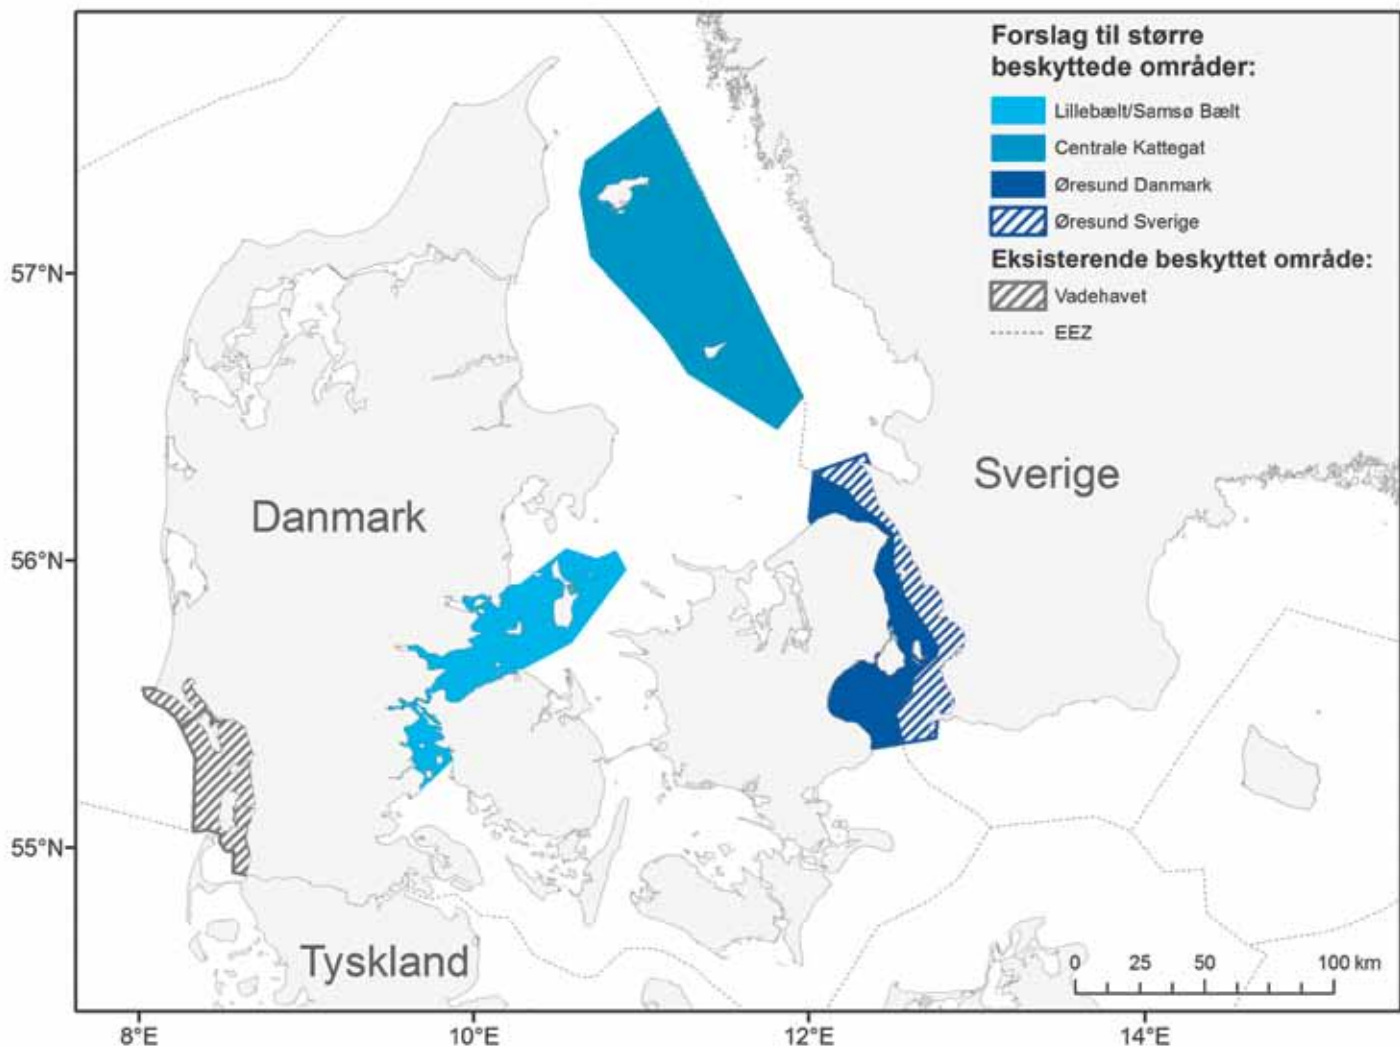 Forslag til større
beskyttede områder:
Lillebælt/Samsø Bælt
Centrale Kattegat
Øresund Danmark
Øresund Sverige
Eksisterende beskyttet område:
Vadehavet
EEZ
57°N
Sverige
Danmark
56°N
55°N
Tyskland
0 25 50 100 km
8°E 10°E 12°E 14°E